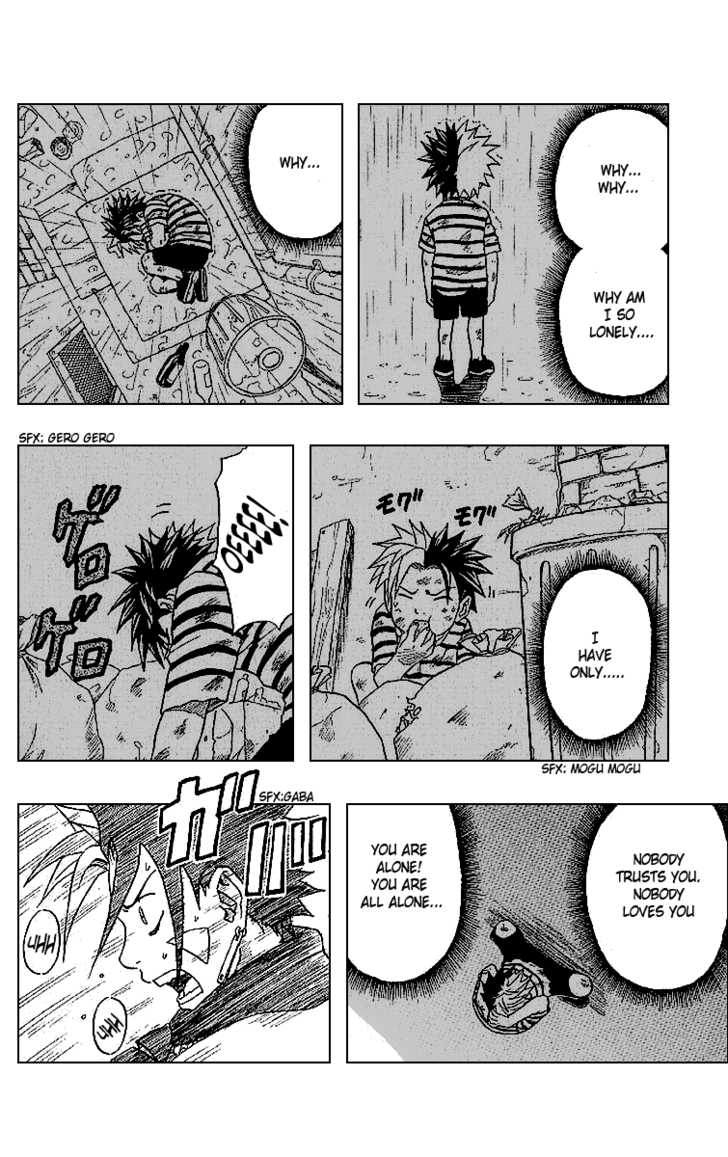 WHY...
WHY...
WHY AM
I SO
LONELY....
WHY...
モグ゛
モグ゛
I
HAVE
ONLY.....
SFX: MOGU MOGU
SFX: GERO GERO
OEEEEE!
ゲロ
ゲロ
NOBODY
TRUSTS YOU.
NOBODY
LOVES YOU
YOU ARE
ALONE!
YOU ARE
ALL ALONE...
SFX:GABA
ガバ
UHH
UHH